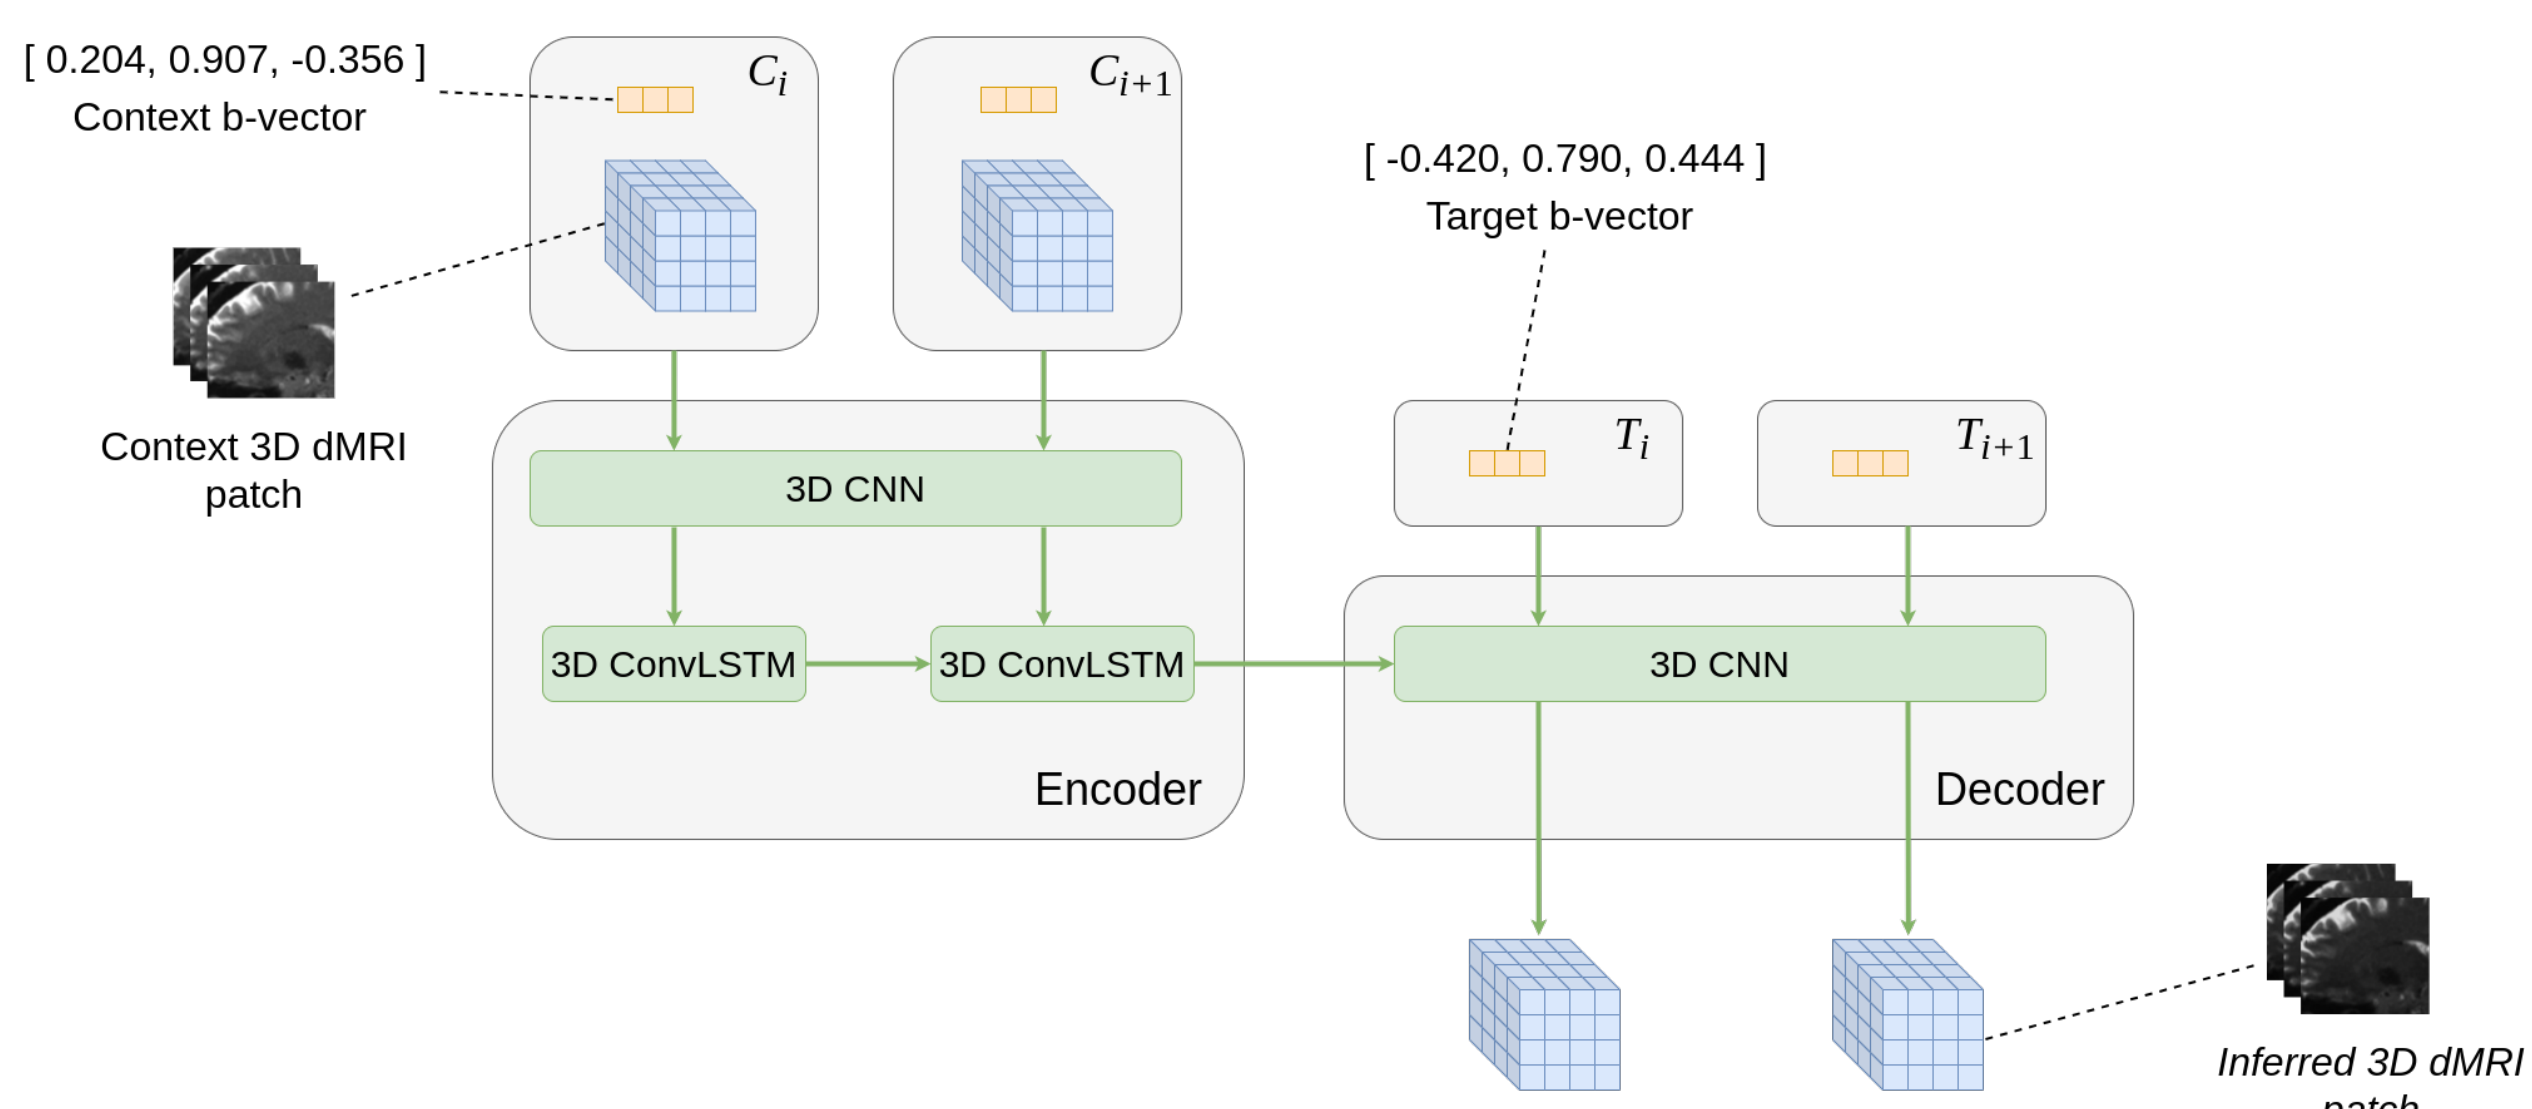 [ 0.204, 0.907, -0.356 ]
Context b-vector
C_i
C_{i+1}
Context 3D dMRI
patch
[ -0.420, 0.790, 0.444 ]
Target b-vector
T_i
T_{i+1}
3D CNN
3D ConvLSTM
3D ConvLSTM
Encoder
3D CNN
Decoder
Inferred 3D dMRI
patch